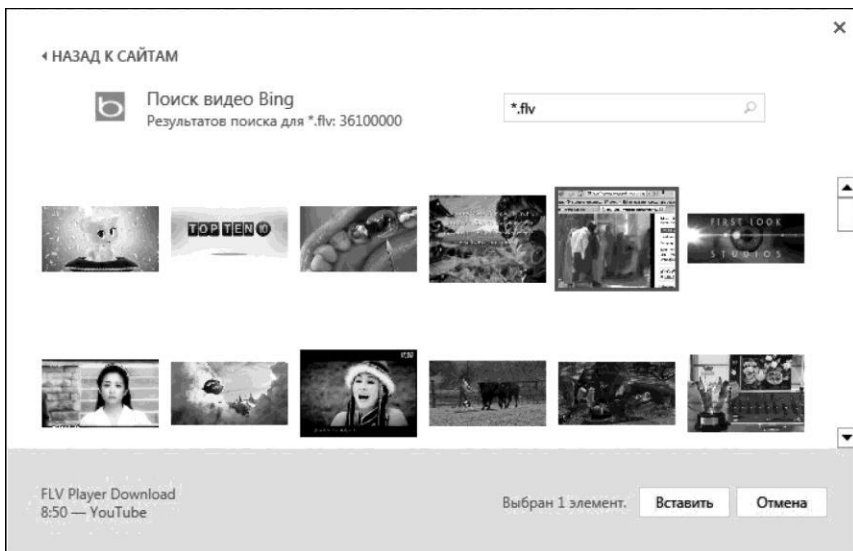 НАЗАД К САЙТАМ
Поиск видео Bing
Результатов поиска для *.flv: 36100000
*.flv
TOP TEN 10
FIRST LOOK
STUDIOS
FLV Player Download
8:50 — YouTube
Выбран 1 элемент.
Вставить
Отмена